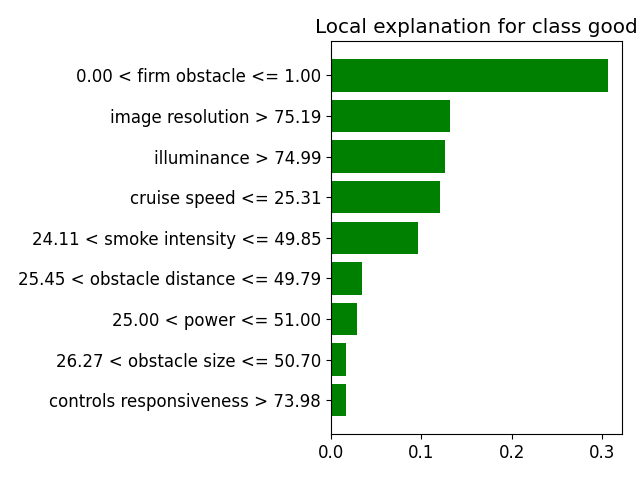 Local explanation for class good
0.00 < firm obstacle <= 1.00
image resolution > 75.19
illuminance > 74.99
cruise speed <= 25.31
24.11 < smoke intensity <= 49.85
25.45 < obstacle distance <= 49.79
25.00 < power <= 51.00
26.27 < obstacle size <= 50.70
controls responsiveness > 73.98
0.0 0.1 0.2 0.3